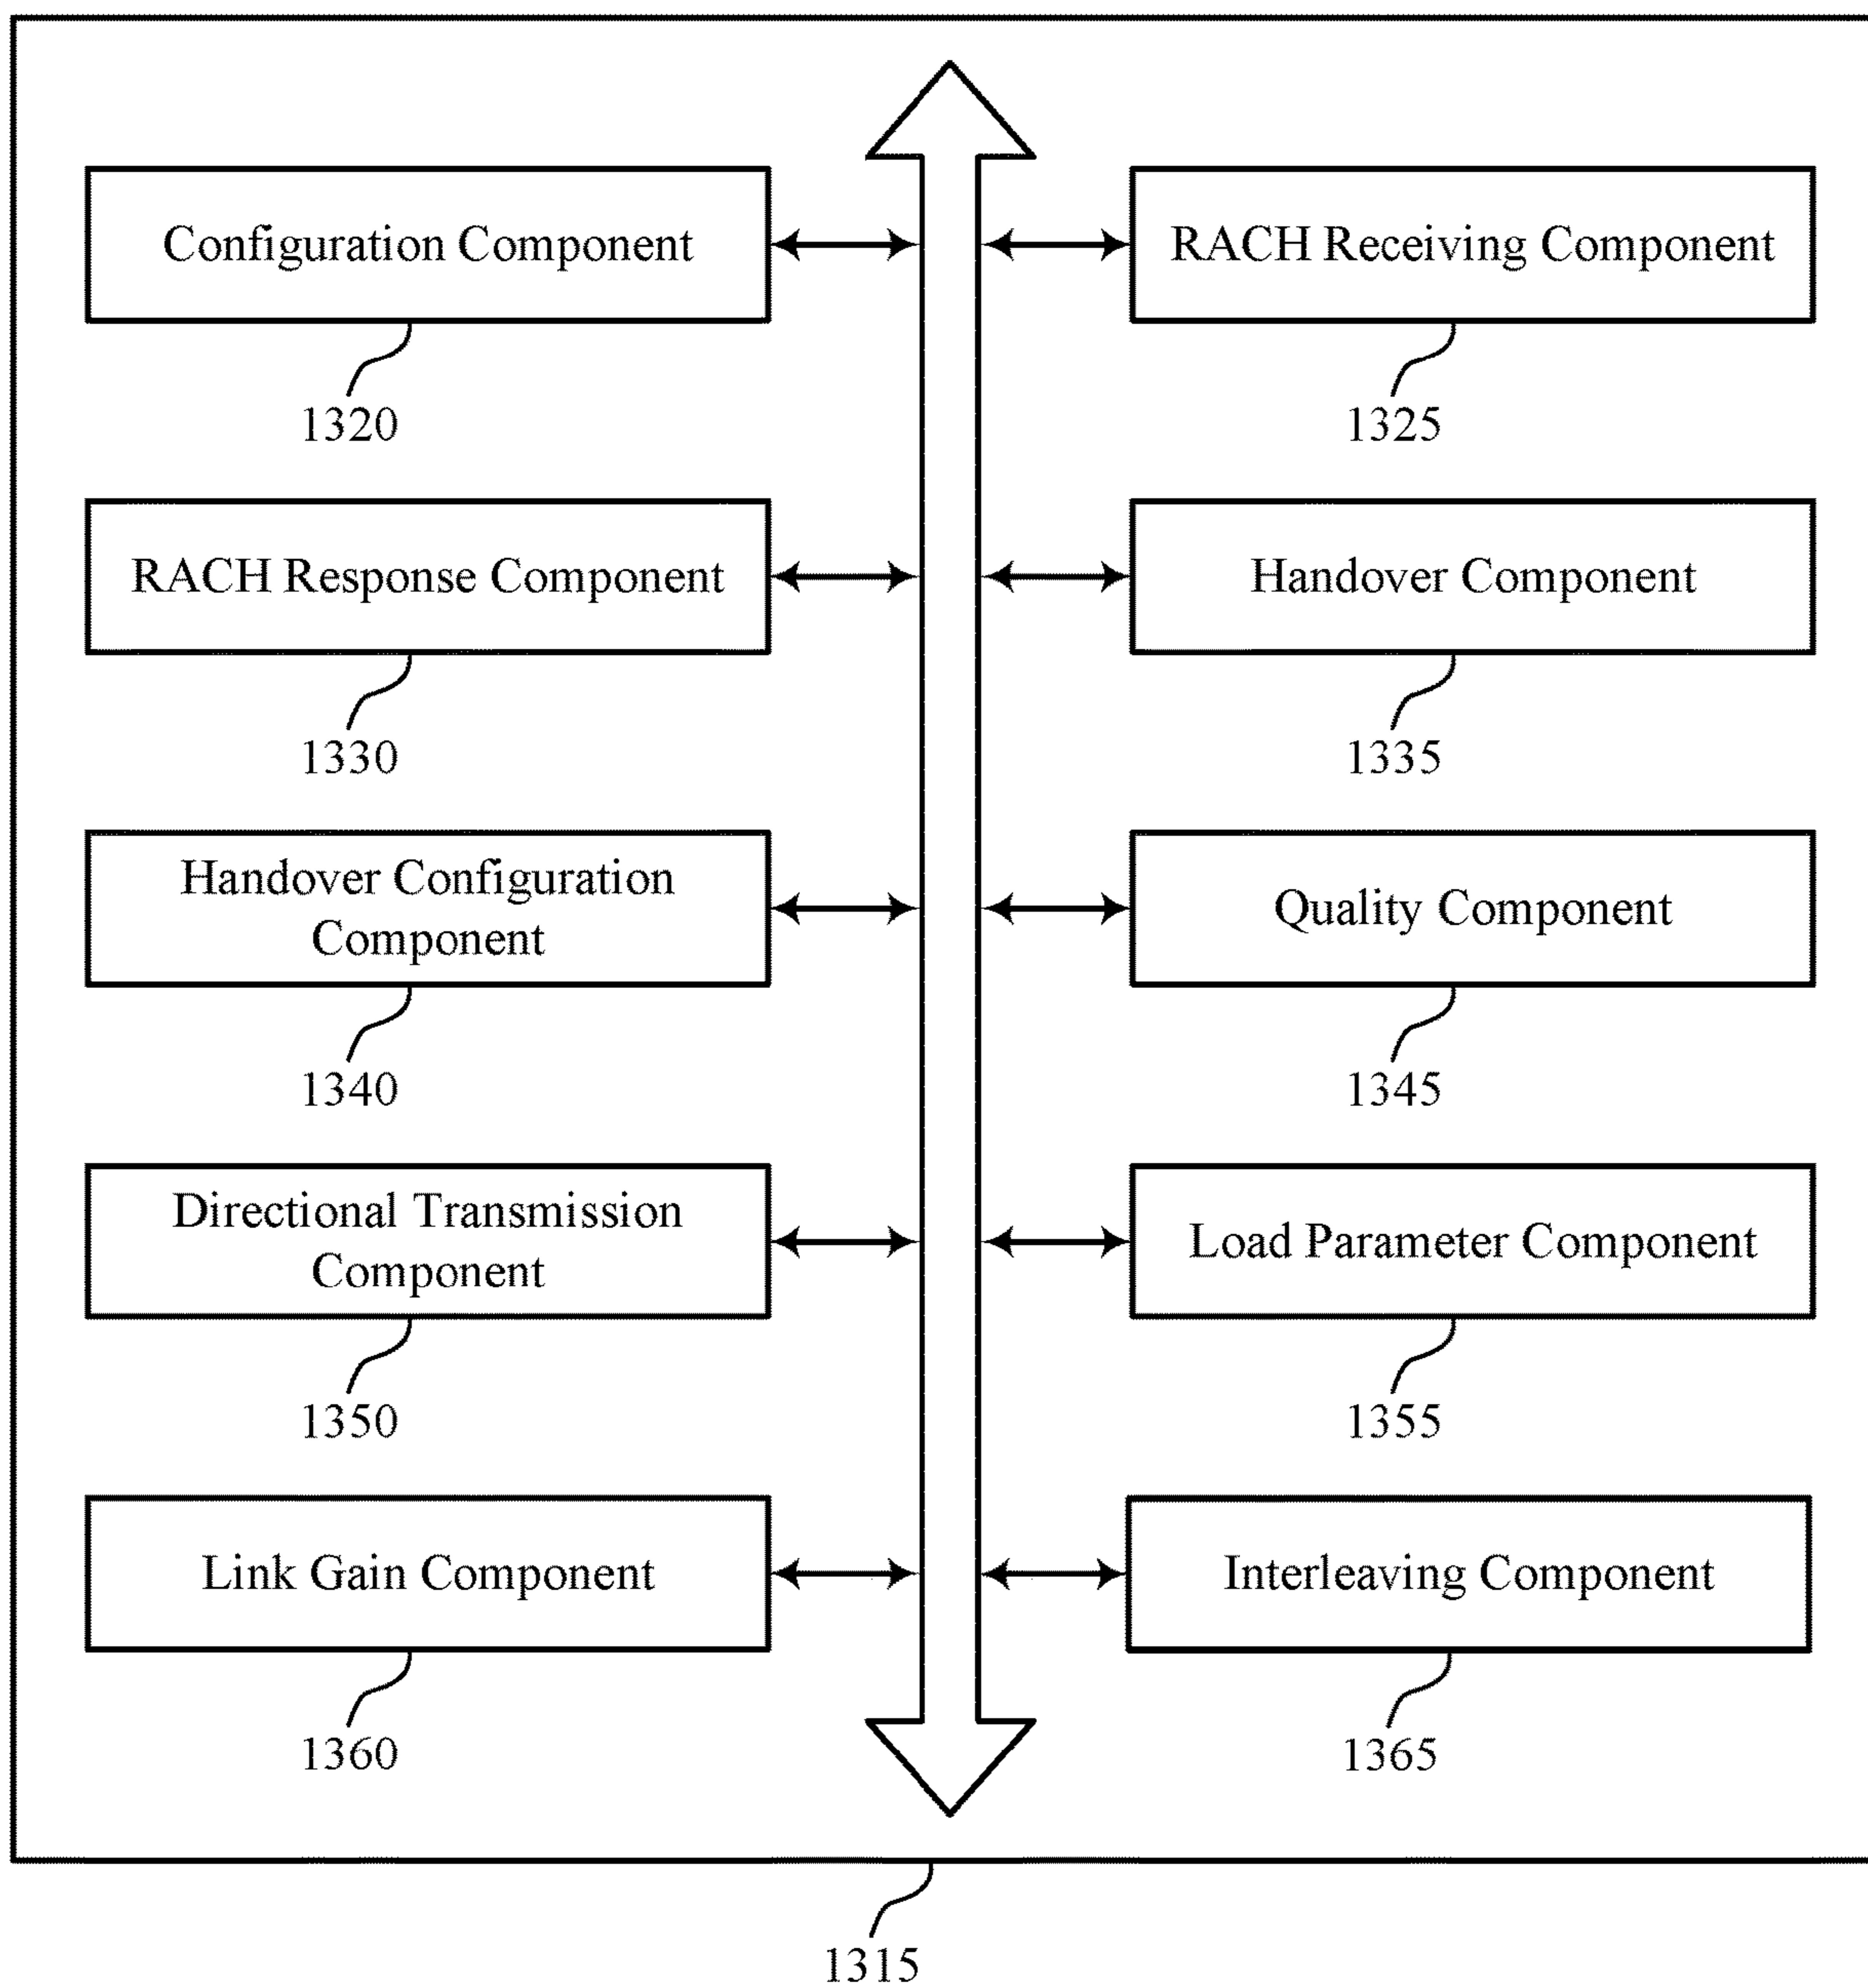 Configuration Component
RACH Receiving Component
1320
1325
RACH Response Component
Handover Component
1330
1335
Handover Configuration
Component
Quality Component
1340
1345
Directional Transmission
Component
Load Parameter Component
1350
1355
Link Gain Component
Interleaving Component
1360
1365
1315